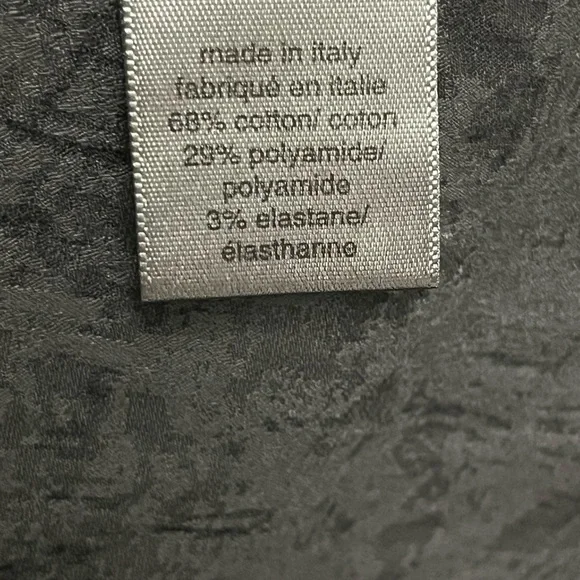 made in italy
fabriqué en italie
68% cotton/ coton
29% polyamide/
polyamide
3% elastane/
élasthanne